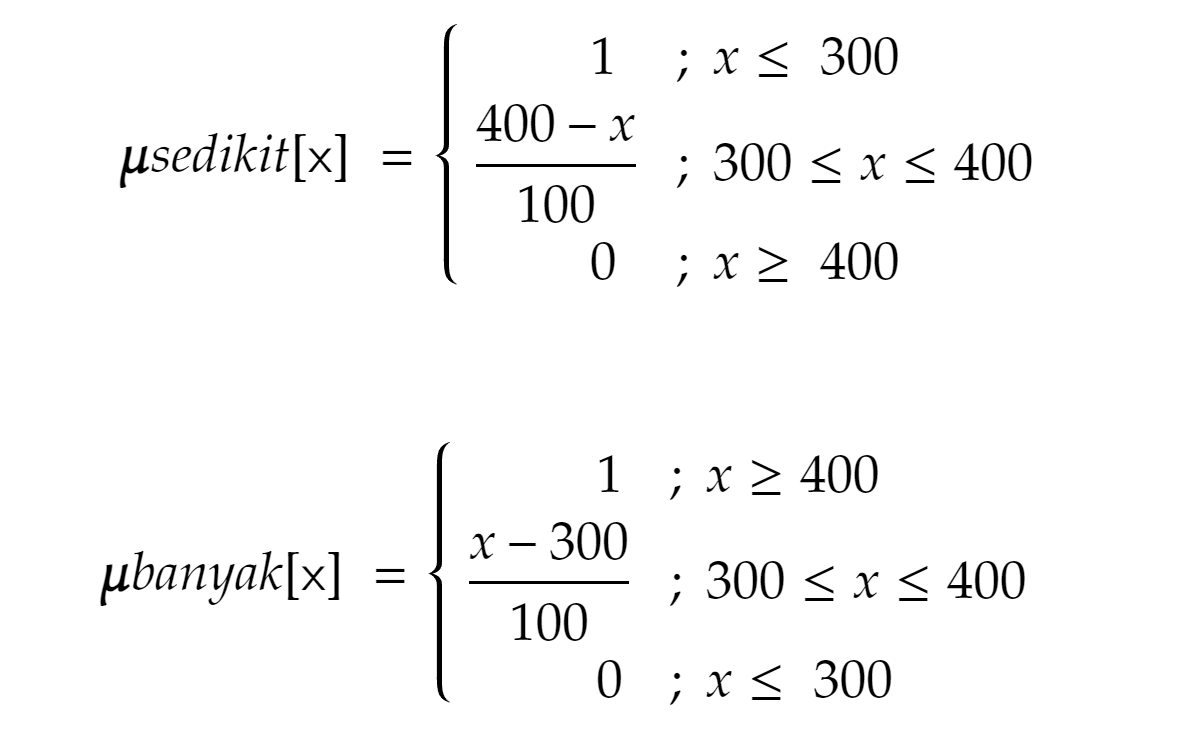 1 ; x ≤ 300
μsedikit[x] = { 400 − x / 100 ; 300 ≤ x ≤ 400
0 ; x ≥ 400
1 ; x ≥ 400
μbanyak[x] = { x − 300 / 100 ; 300 ≤ x ≤ 400
0 ; x ≤ 300